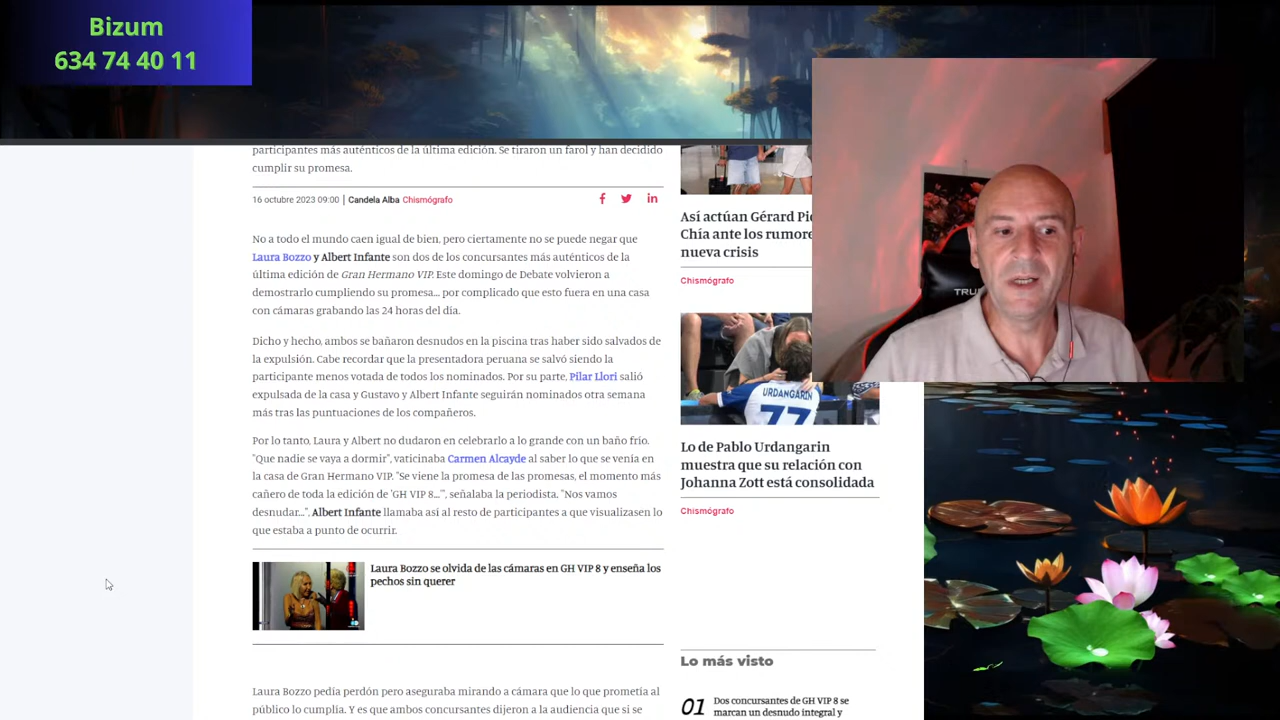 Bizum
634 74 40 11
participantes más auténticos de la última edición. Se tiraron un farol y han decidido
cumplir su promesa.
16 octubre 2023 09:00 | Candela Alba Chismógrafo
No a todo el mundo caen igual de bien, pero ciertamente no se puede negar que
Laura Bozzo y Albert Infante son dos de los concursantes más auténticos de la
última edición de Gran Hermano VIP. Este domingo de Debate volvieron a
demostrarlo cumpliendo su promesa... por complicado que esto fuera en una casa
con cámaras grabando las 24 horas del día.
Dicho y hecho, ambos se bañaron desnudos en la piscina tras haber sido salvados de
la expulsión. Cabe recordar que la presentadora peruana se salvó siendo la
participante menos votada de todos los nominados. Por su parte, Pilar Llori salió
expulsada de la casa y Gustavo y Albert Infante seguirán nominados otra semana
más tras las puntuaciones de los compañeros.
Por lo tanto, Laura y Albert no dudaron en celebrarlo a lo grande con un baño frío.
"Que nadie se vaya a dormir", vaticinaba Carmen Alcayde al saber lo que se venía en
la casa de Gran Hermano VIP. "Se viene la promesa de las promesas, el momento más
cañero de toda la edición de 'GH VIP 8...'", señalaba la periodista. "Nos vamos
desnudar...", Albert Infante llamaba así al resto de participantes a que visualizasen lo
que estaba a punto de ocurrir.
Laura Bozzo se olvida de las cámaras en GH VIP 8 y enseña los
pechos sin querer
Laura Bozzo pedía perdón pero aseguraba mirando a cámara que lo que prometía al
público lo cumplía. Y es que ambos concursantes dijeron a la audiencia que si se
Así actúan Gérard
Chía ante los
nueva crisis
Chismógrafo
URDANGARIN
77
Lo de Pablo Urdangarin
muestra que su relación con
Johanna Zott está consolidada
Chismógrafo
Lo más visto
01 Dos concursantes de GH VIP 8 se
marcan un desnudo integral y